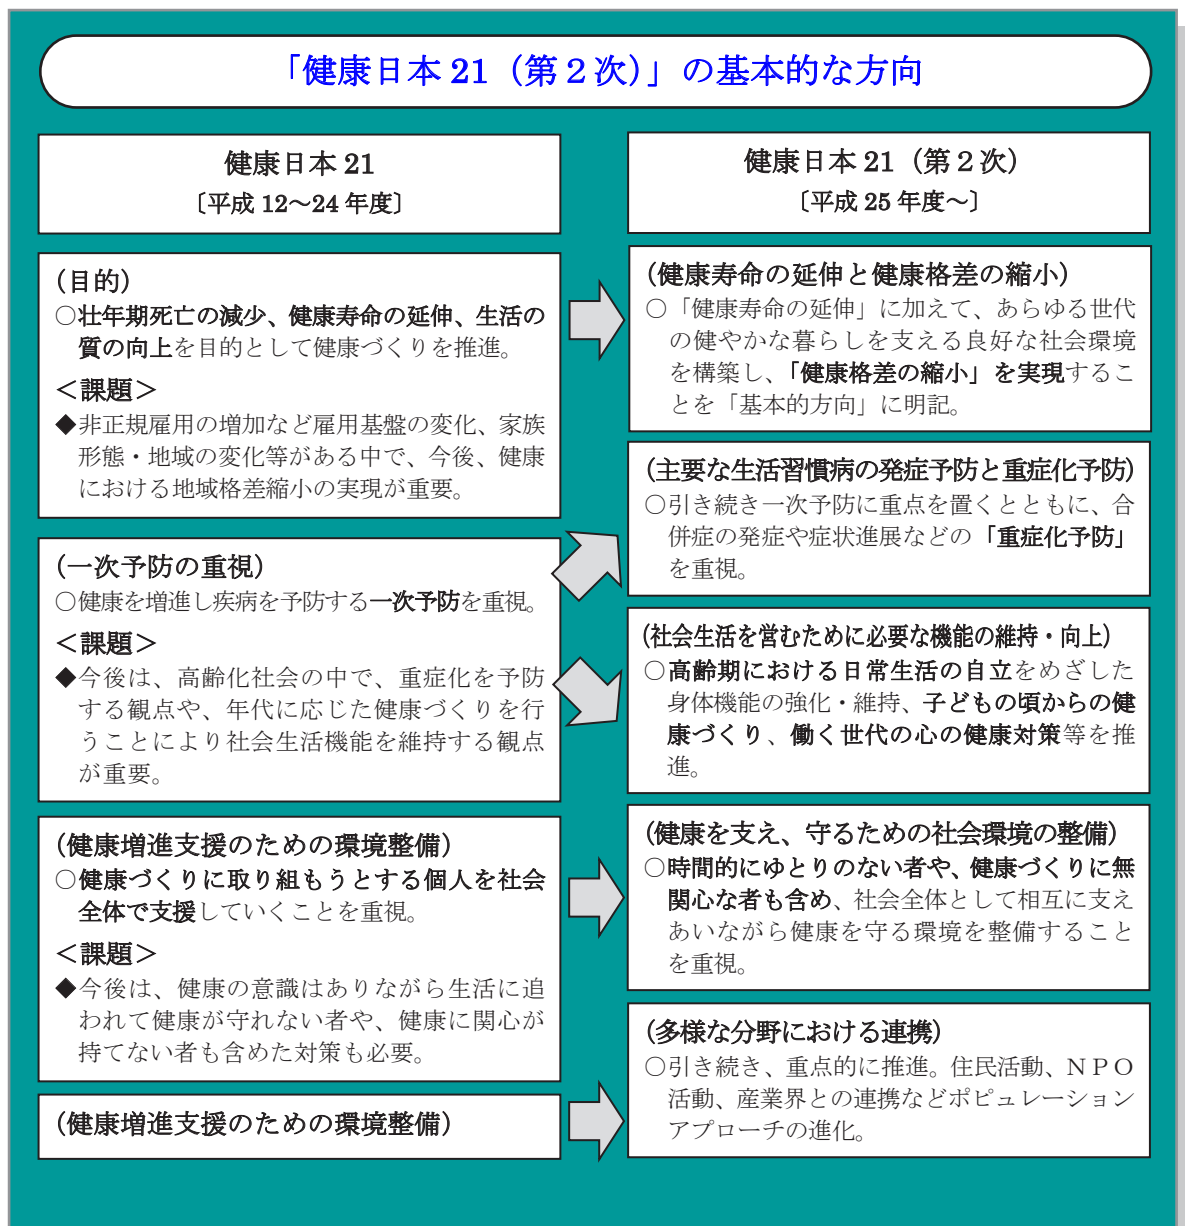 「健康日本 21（第２次）」の基本的な方向
健康日本 21
〔平成 12～24 年度〕
（目的）
○壮年期死亡の減少、健康寿命の延伸、生活の
質の向上を目的として健康づくりを推進。
＜課題＞
◆非正規雇用の増加など雇用基盤の変化、家族
形態・地域の変化等がある中で、今後、健康
における地域格差縮小の実現が重要。
（一次予防の重視）
○健康を増進し疾病を予防する一次予防を重視。
＜課題＞
◆今後は、高齢化社会の中で、重症化を予防
する観点や、年代に応じた健康づくりを行
うことにより社会生活機能を維持する観点
が重要。
（健康増進支援のための環境整備）
○健康づくりに取り組もうとする個人を社会
全体で支援していくことを重視。
＜課題＞
◆今後は、健康の意識はありながら生活に追
われて健康が守れない者や、健康に関心が
持てない者も含めた対策も必要。
（健康増進支援のための環境整備）
健康日本 21（第２次）
〔平成 25 年度～〕
（健康寿命の延伸と健康格差の縮小）
○「健康寿命の延伸」に加えて、あらゆる世代
の健やかな暮らしを支える良好な社会環境
を構築し、「健康格差の縮小」を実現するこ
とを「基本的方向」に明記。
（主要な生活習慣病の発症予防と重症化予防）
○引き続き一次予防に重点を置くとともに、合
併症の発症や症状進展などの「重症化予防」
を重視。
（社会生活を営むために必要な機能の維持・向上）
○高齢期における日常生活の自立をめざした
身体機能の強化・維持、子どもの頃からの健
康づくり、働く世代の心の健康対策等を推
進。
（健康を支え、守るための社会環境の整備）
○時間的にゆとりのない者や、健康づくりに無
関心な者も含め、社会全体として相互に支え
あいながら健康を守る環境を整備すること
を重視。
（多様な分野における連携）
○引き続き、重点的に推進。住民活動、ＮＰＯ
活動、産業界との連携などポピュレーション
アプローチの進化。